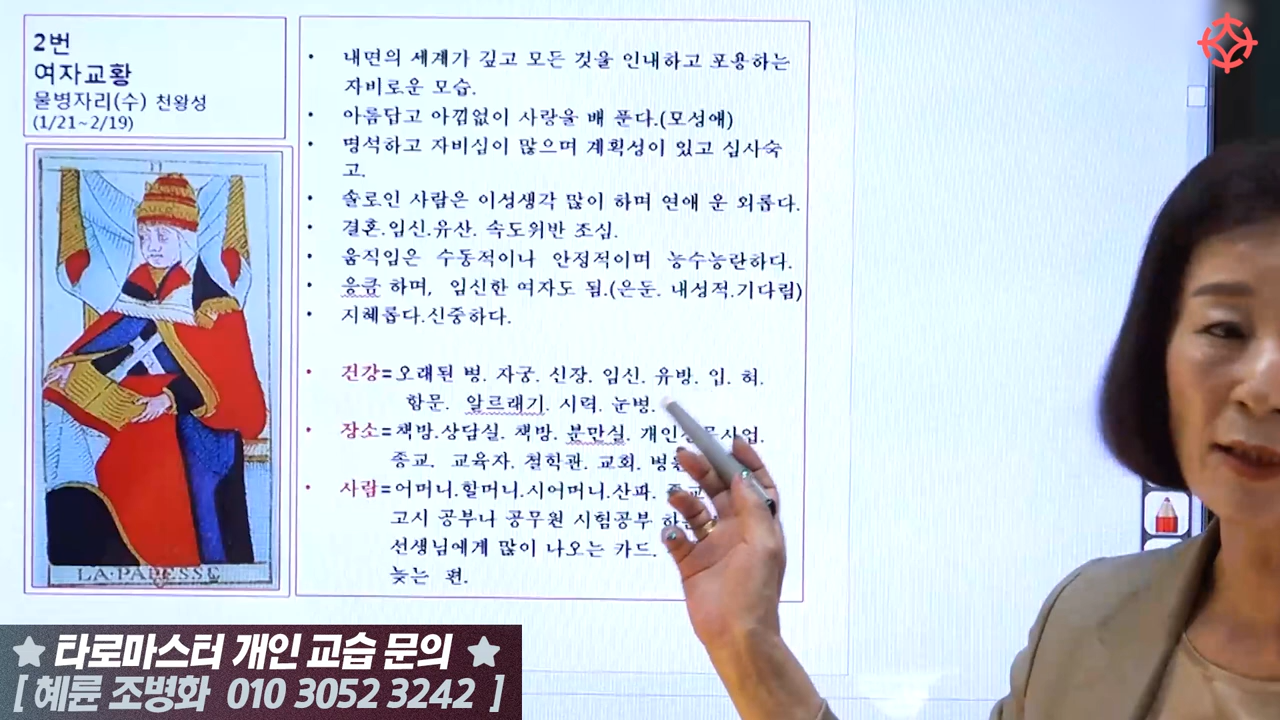 2번
여자교황
물병자리(수) 천왕성
(1/21~2/19)
II
LA·PAPESSE
• 내면의 세계가 깊고 모든 것을 인내하고 포용하는
자비로운 모습.
• 아름답고 아낌없이 사랑을 배 푼다.(모성애)
• 명석하고 자비심이 많으며 계획성이 있고 심사숙
고.
• 솔로인 사람은 이성생각 많이 하며 연애 운 외롭다.
• 결혼.임신.유산. 속도위반 조심.
• 움직임은 수동적이나 안정적이며 능수능란하다.
• 응큼 하며, 임신한 여자도 됨.(은둔. 내성적.기다림)
• 지혜롭다.신중하다.
• 건강=오래된 병. 자궁. 신장. 임신. 유방. 입. 혀.
항문. 알르래기. 시력. 눈병.
• 장소=책방.상담실. 책방. 분만실. 개인 사업.
종교. 교육자. 철학관. 교회.
• 사람=어머니.할머니.시어머니.산파.
고시 공부나 공무원 시험공부
선생님에게 많이 나오는 카드.
늦는 편.
★ 타로마스터 개인 교습 문의 ★
[ 혜륜 조병화 010 3052 3242 ]